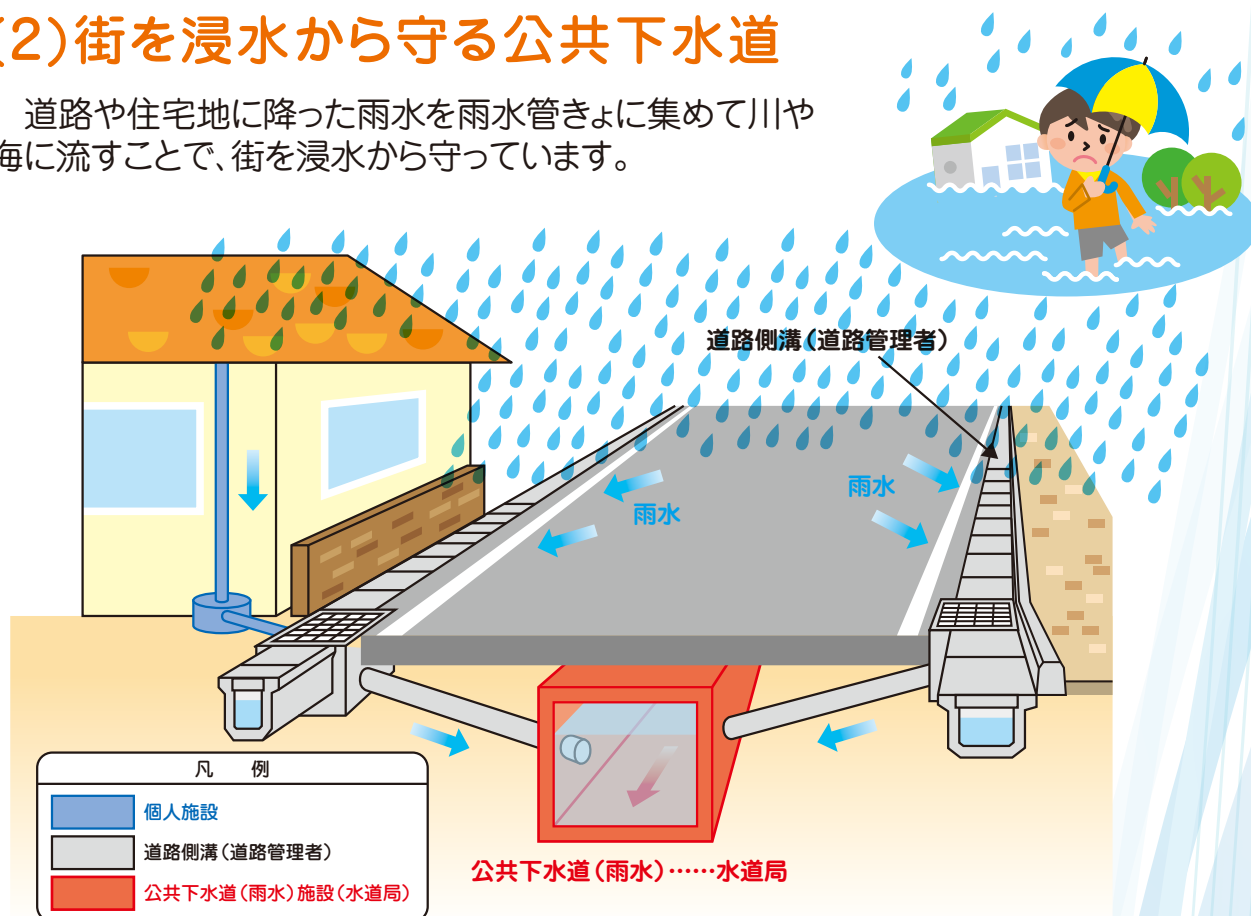 (2)街を浸水から守る公共下水道
道路や住宅地に降った雨水を雨水管きょに集めて川や
海に流すことで、街を浸水から守っています。
道路側溝(道路管理者)
雨水
雨水
凡 例
個人施設
道路側溝(道路管理者)
公共下水道(雨水)施設(水道局)
公共下水道(雨水)……水道局